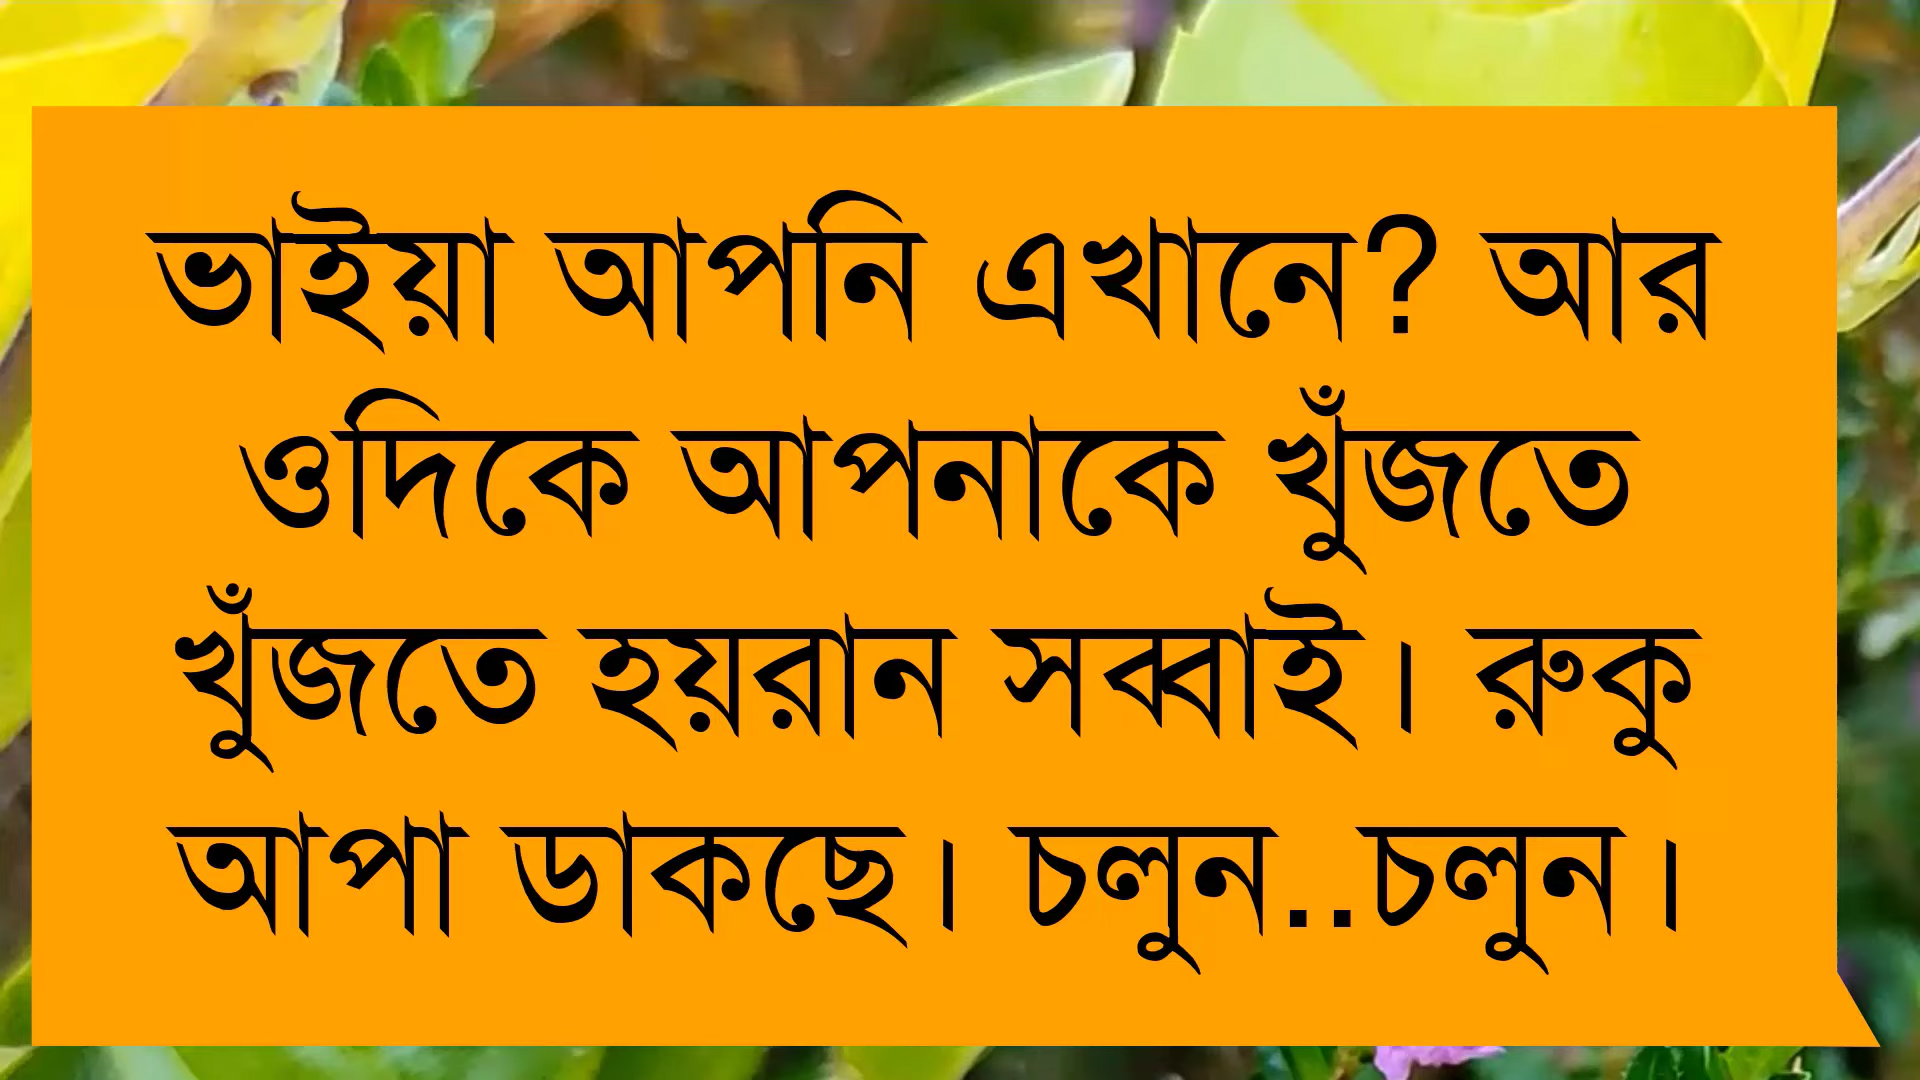 ভাইয়া আপনি এখানে? আর
ওদিকে আপনাকে খুঁজতে
খুঁজতে হয়রান সব্বাই। রুকু
আপা ডাকছে। চলুন..চলুন।